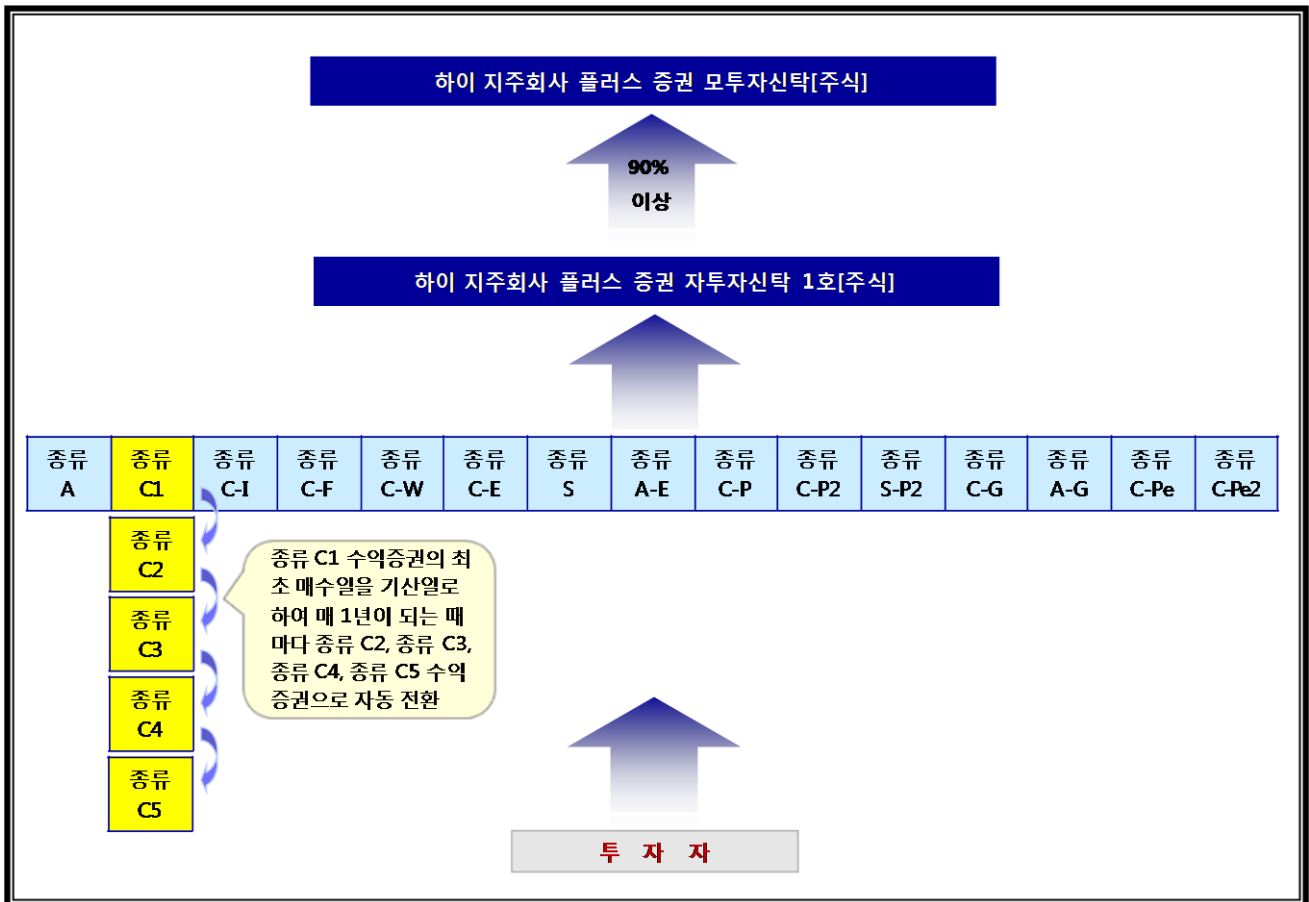 하이 지주회사 플러스 증권 모투자신탁[주식]
90%
이상
하이 지주회사 플러스 증권 자투자신탁 1호[주식]
종류 종류 종류 종류 종류 종류 종류 종류 종류 종류 종류 종류 종류 종류 종류
A C1 C-I C-F C-W C-E S A-E C-P C-P2 S-P2 C-G A-G C-Pe C-Pe2
종류
C2
종류
C3
종류
C4
종류
C5
종류 C1 수익증권의 최
초 매수일을 기산일로
하여 매 1년이 되는 때
마다 종류 C2, 종류 C3,
종류 C4, 종류 C5 수익
증권으로 자동 전환
투 자 자